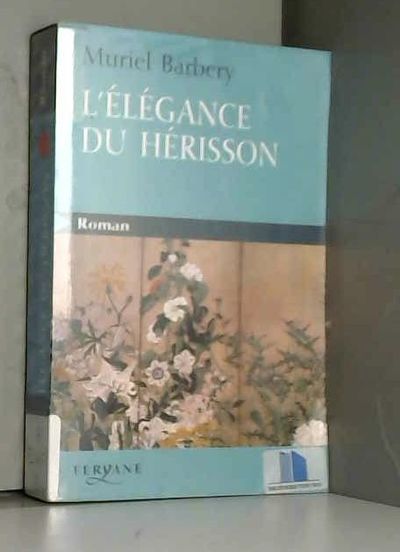 Muriel Barbery
L'ÉLÉGANCE
DU HÉRISSON
Roman
FERYANE